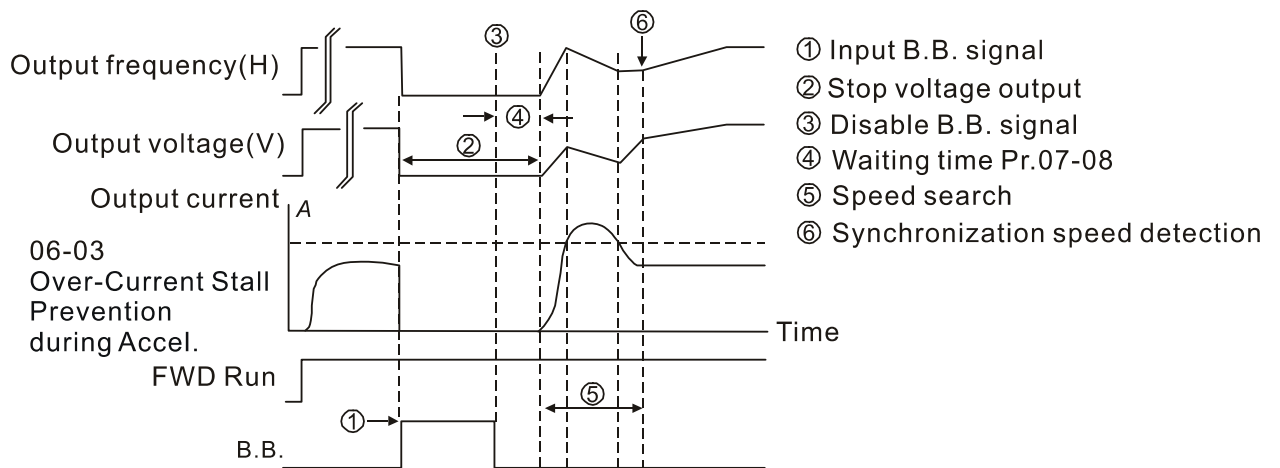 Output frequency(H)
Output voltage(V)
Output current
A
06-03
Over-Current Stall
Prevention
during Accel.
FWD Run
B.B.
Time
③
⑥
④
②
⑤
①
① Input B.B. signal
② Stop voltage output
③ Disable B.B. signal
④ Waiting time Pr.07-08
⑤ Speed search
⑥ Synchronization speed detection